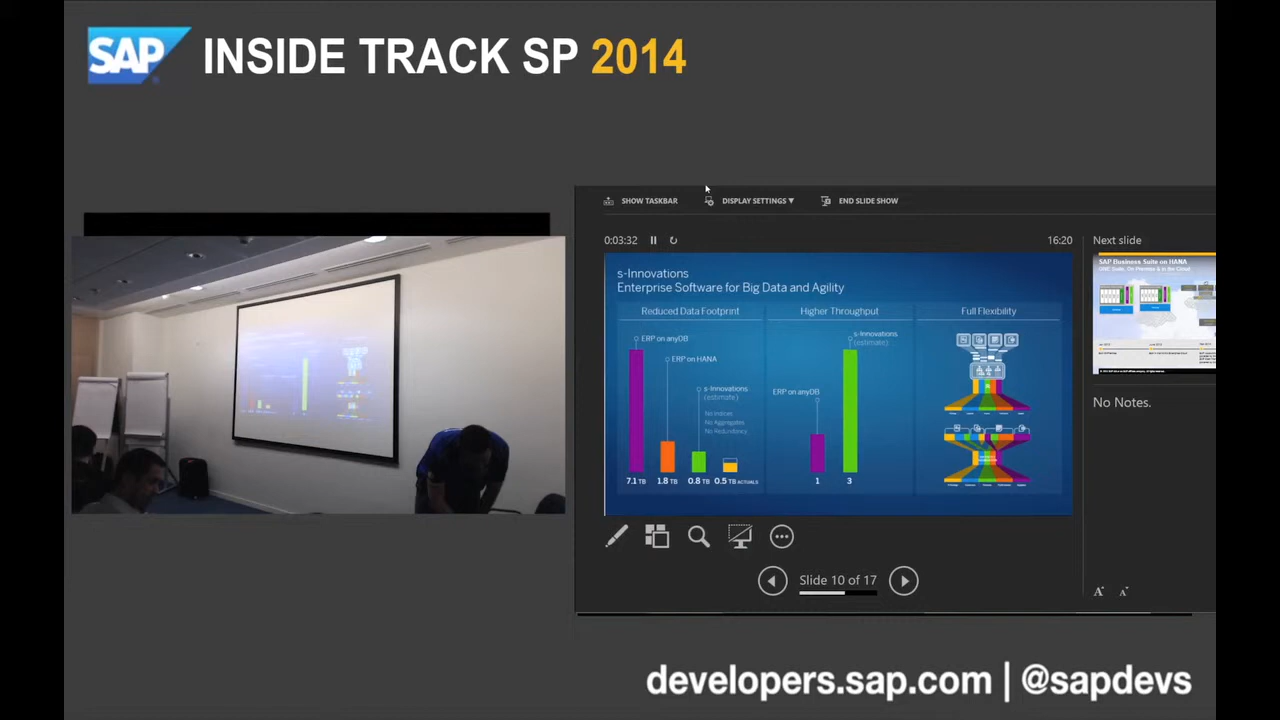 SAP INSIDE TRACK SP 2014
SHOW TASKBAR DISPLAY SETTINGS ▼ END SLIDE SHOW
0:03:32 16:20
s-Innovations
Enterprise Software for Big Data and Agility
Reduced Data Footprint Higher Throughput Full Flexibility
ERP on anyDB
ERP on HANA
s-Innovations
(estimate)
No Indices
No Aggregates
No Redundancy
7.1 TB 1.8 TB 0.8 TB 0.5 TB ACTUALS
s-Innovations
(estimate)
ERP on anyDB
1 3
Next slide
SAP Business Suite on HANA
No Notes.
Slide 10 of 17
A A
developers.sap.com | @sapdevs